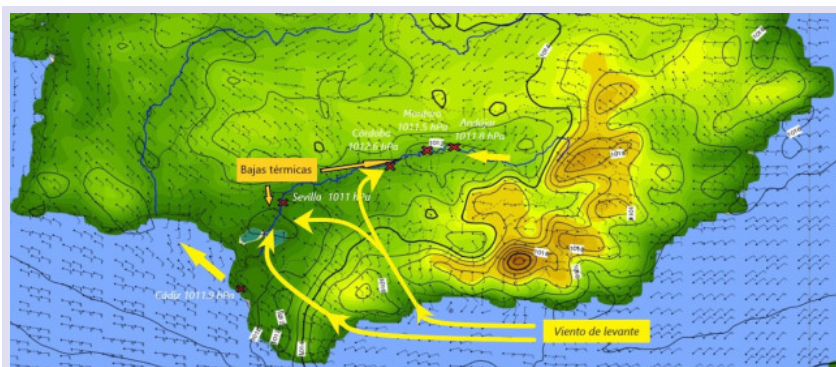 Montoro
1011.5 hPa
Andújar
1011.8 hPa
Córdoba
1012.6 hPa
Bajas térmicas
Sevilla 1011 hPa
Cádiz 1011.9 hPa
Viento de levante